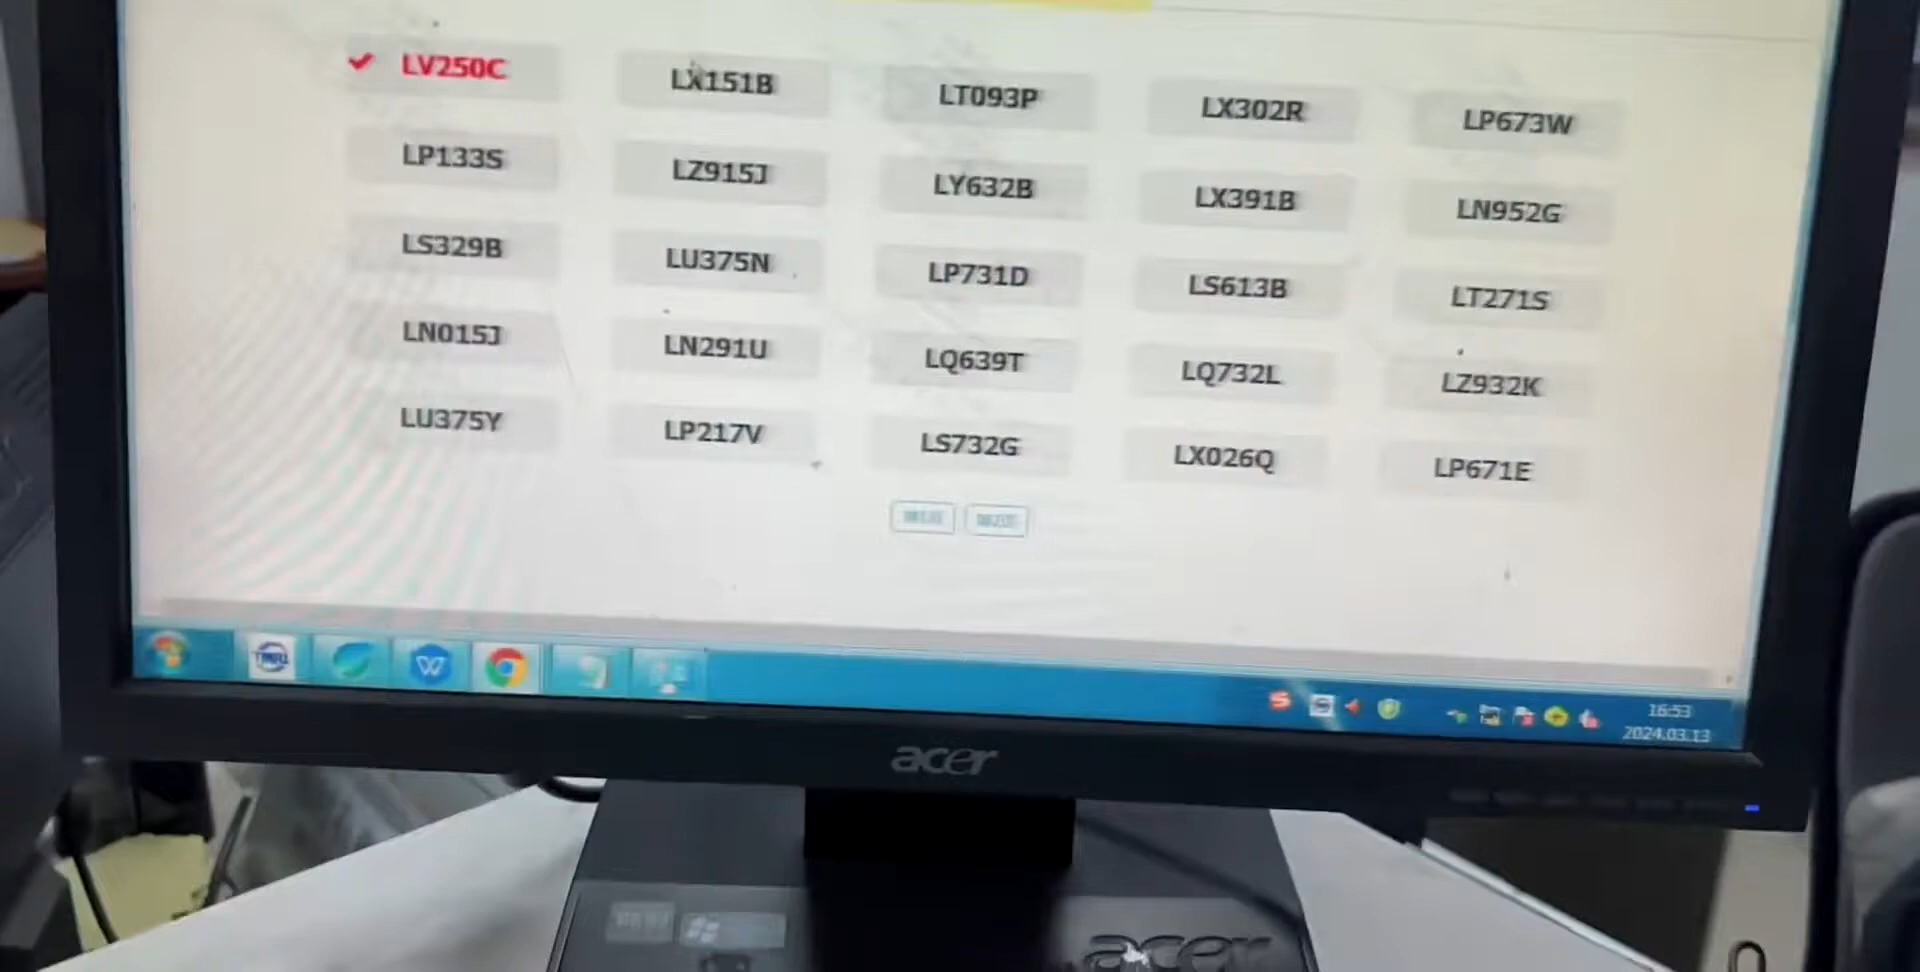 LV250C LX151B LT093P LX302R LP673W
LP133S LZ915J LY632B LX391B LN952G
LS329B LU375N LP731D LS613B LT271S
LN015J LN291U LQ639T LQ732L LZ932K
LU375Y LP217V LS732G LX026Q LP671E
16:53
2024.03.13
acer
acer